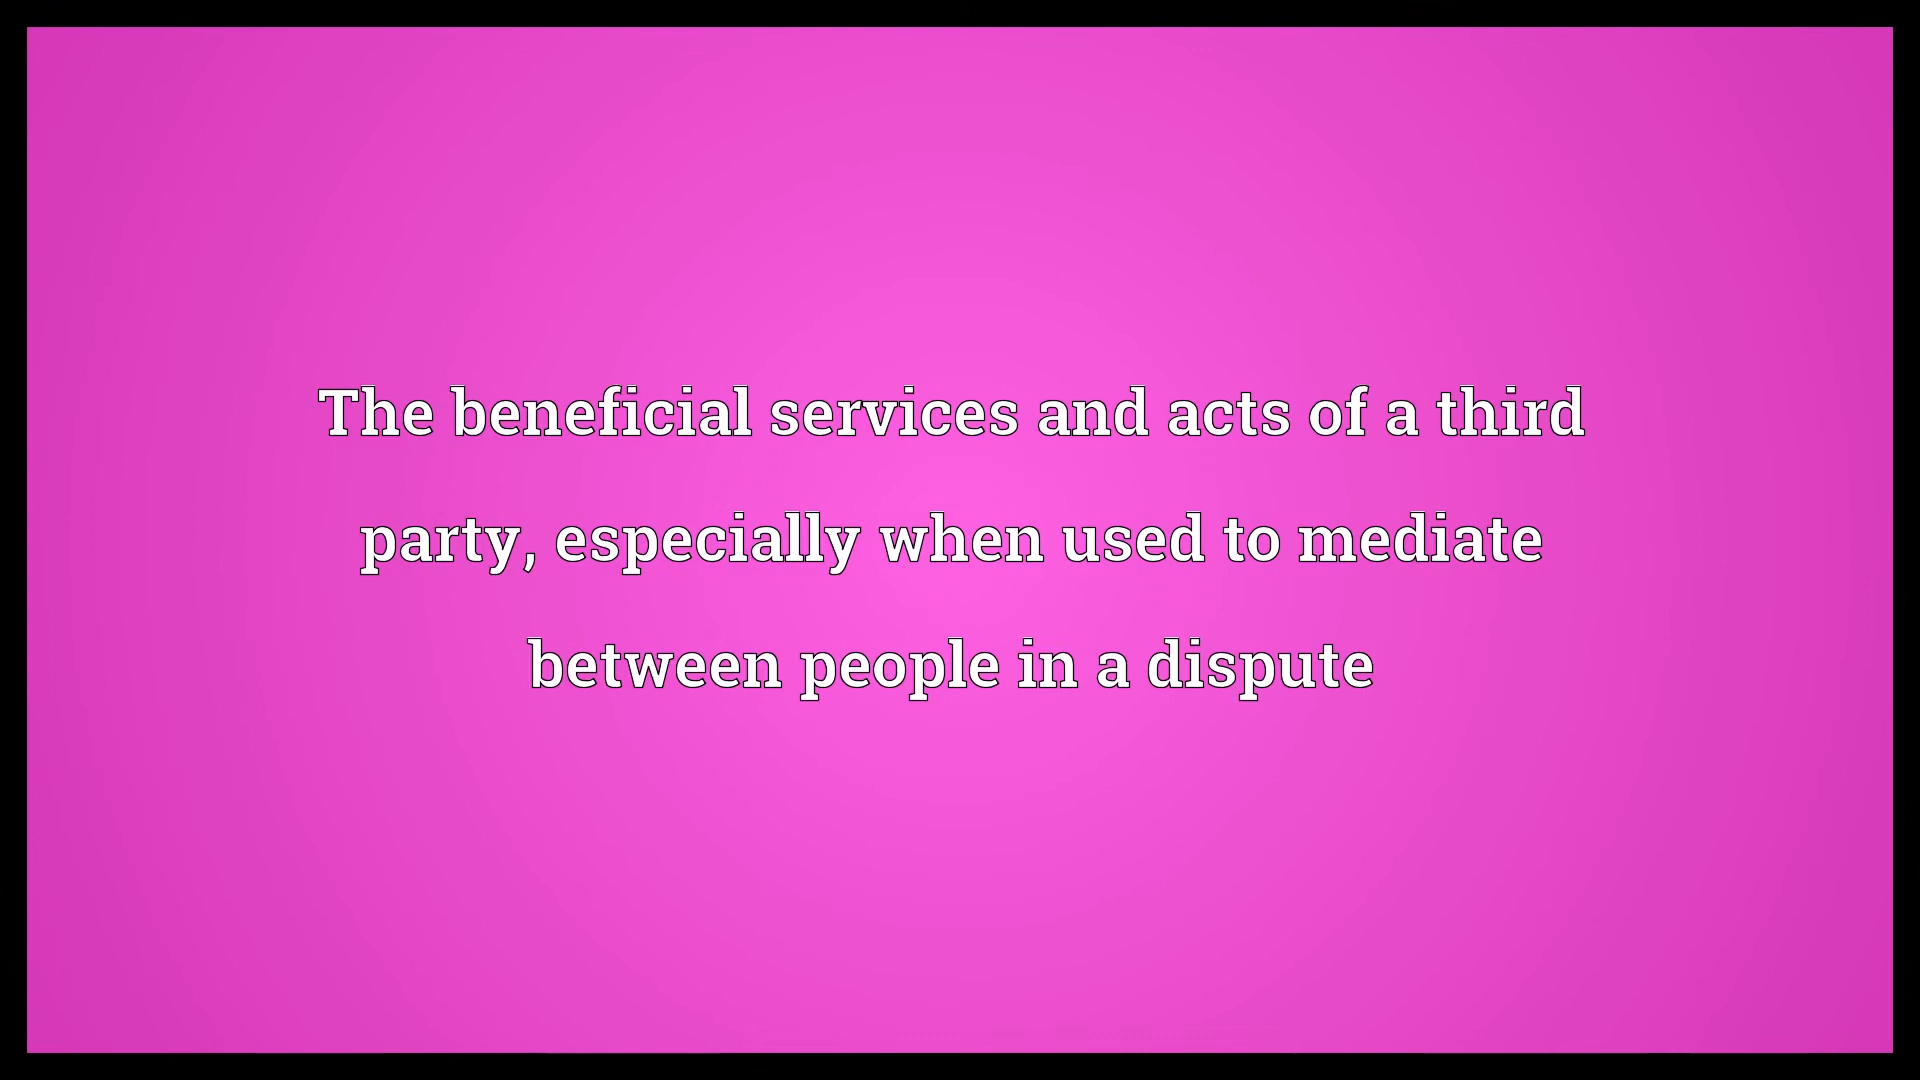 The beneficial services and acts of a third
party, especially when used to mediate
between people in a dispute